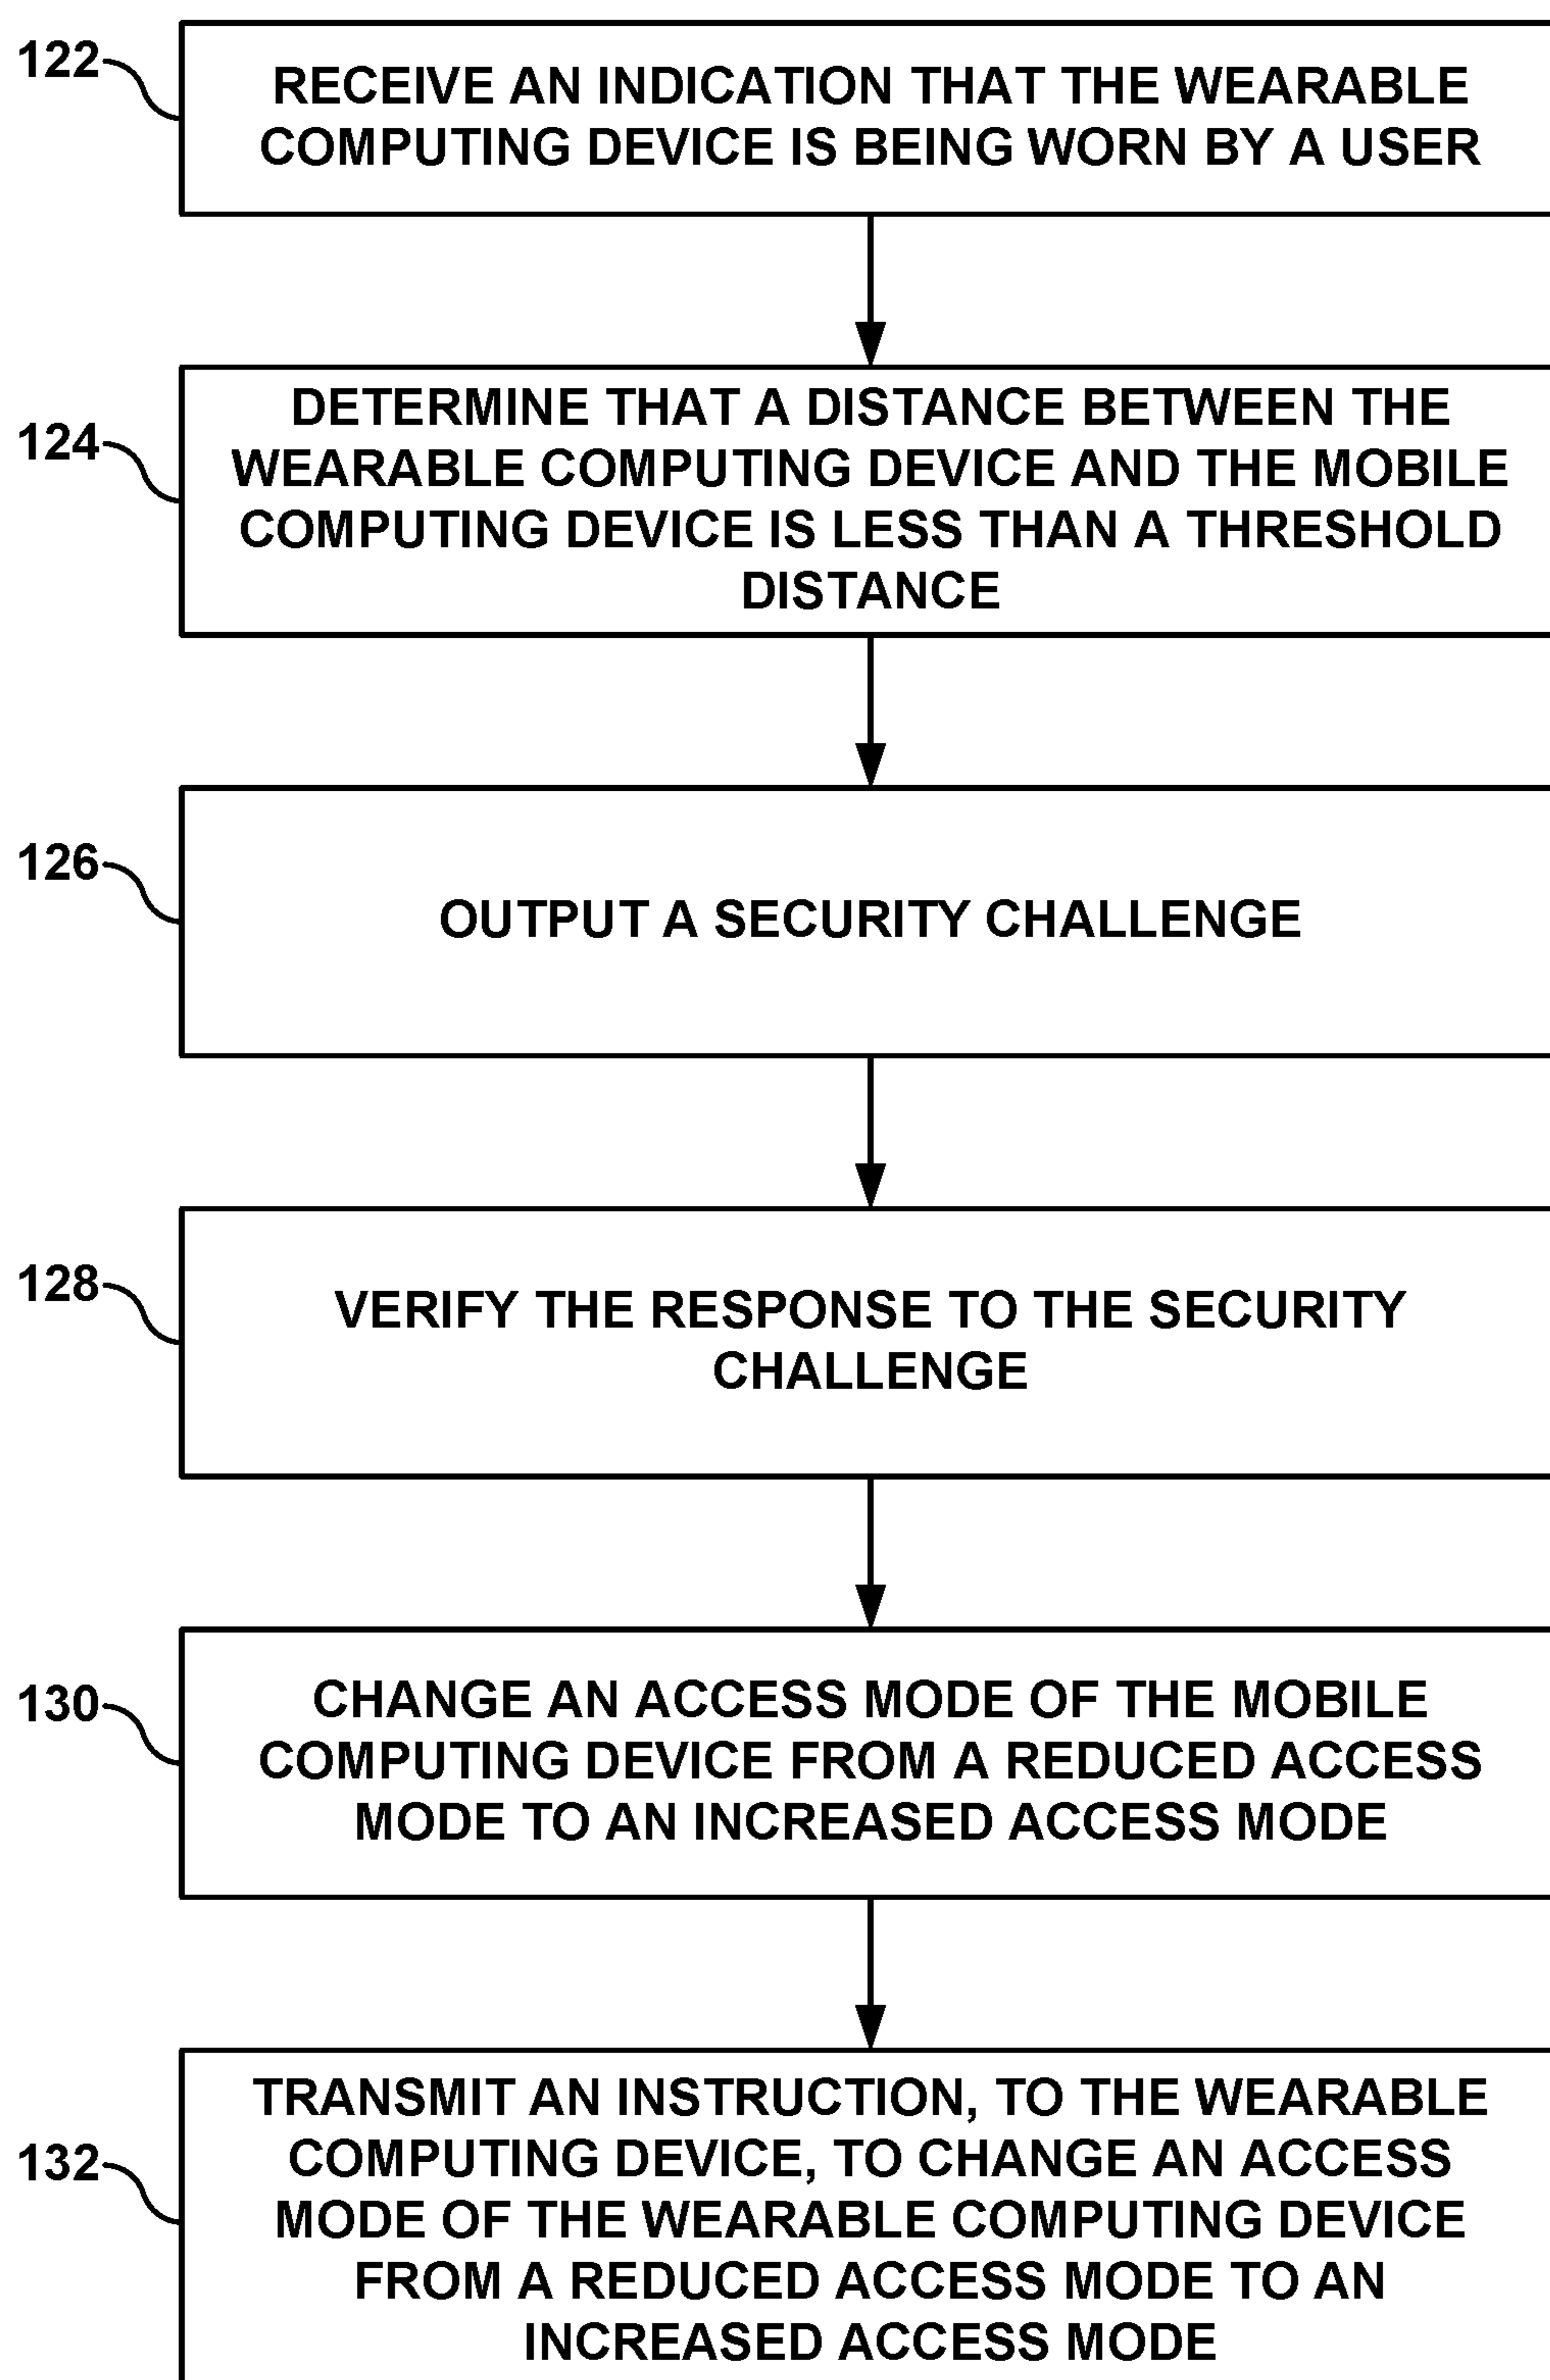 122
RECEIVE AN INDICATION THAT THE WEARABLE
COMPUTING DEVICE IS BEING WORN BY A USER
124
DETERMINE THAT A DISTANCE BETWEEN THE
WEARABLE COMPUTING DEVICE AND THE MOBILE
COMPUTING DEVICE IS LESS THAN A THRESHOLD
DISTANCE
126
OUTPUT A SECURITY CHALLENGE
128
VERIFY THE RESPONSE TO THE SECURITY
CHALLENGE
130
CHANGE AN ACCESS MODE OF THE MOBILE
COMPUTING DEVICE FROM A REDUCED ACCESS
MODE TO AN INCREASED ACCESS MODE
132
TRANSMIT AN INSTRUCTION, TO THE WEARABLE
COMPUTING DEVICE, TO CHANGE AN ACCESS
MODE OF THE WEARABLE COMPUTING DEVICE
FROM A REDUCED ACCESS MODE TO AN
INCREASED ACCESS MODE